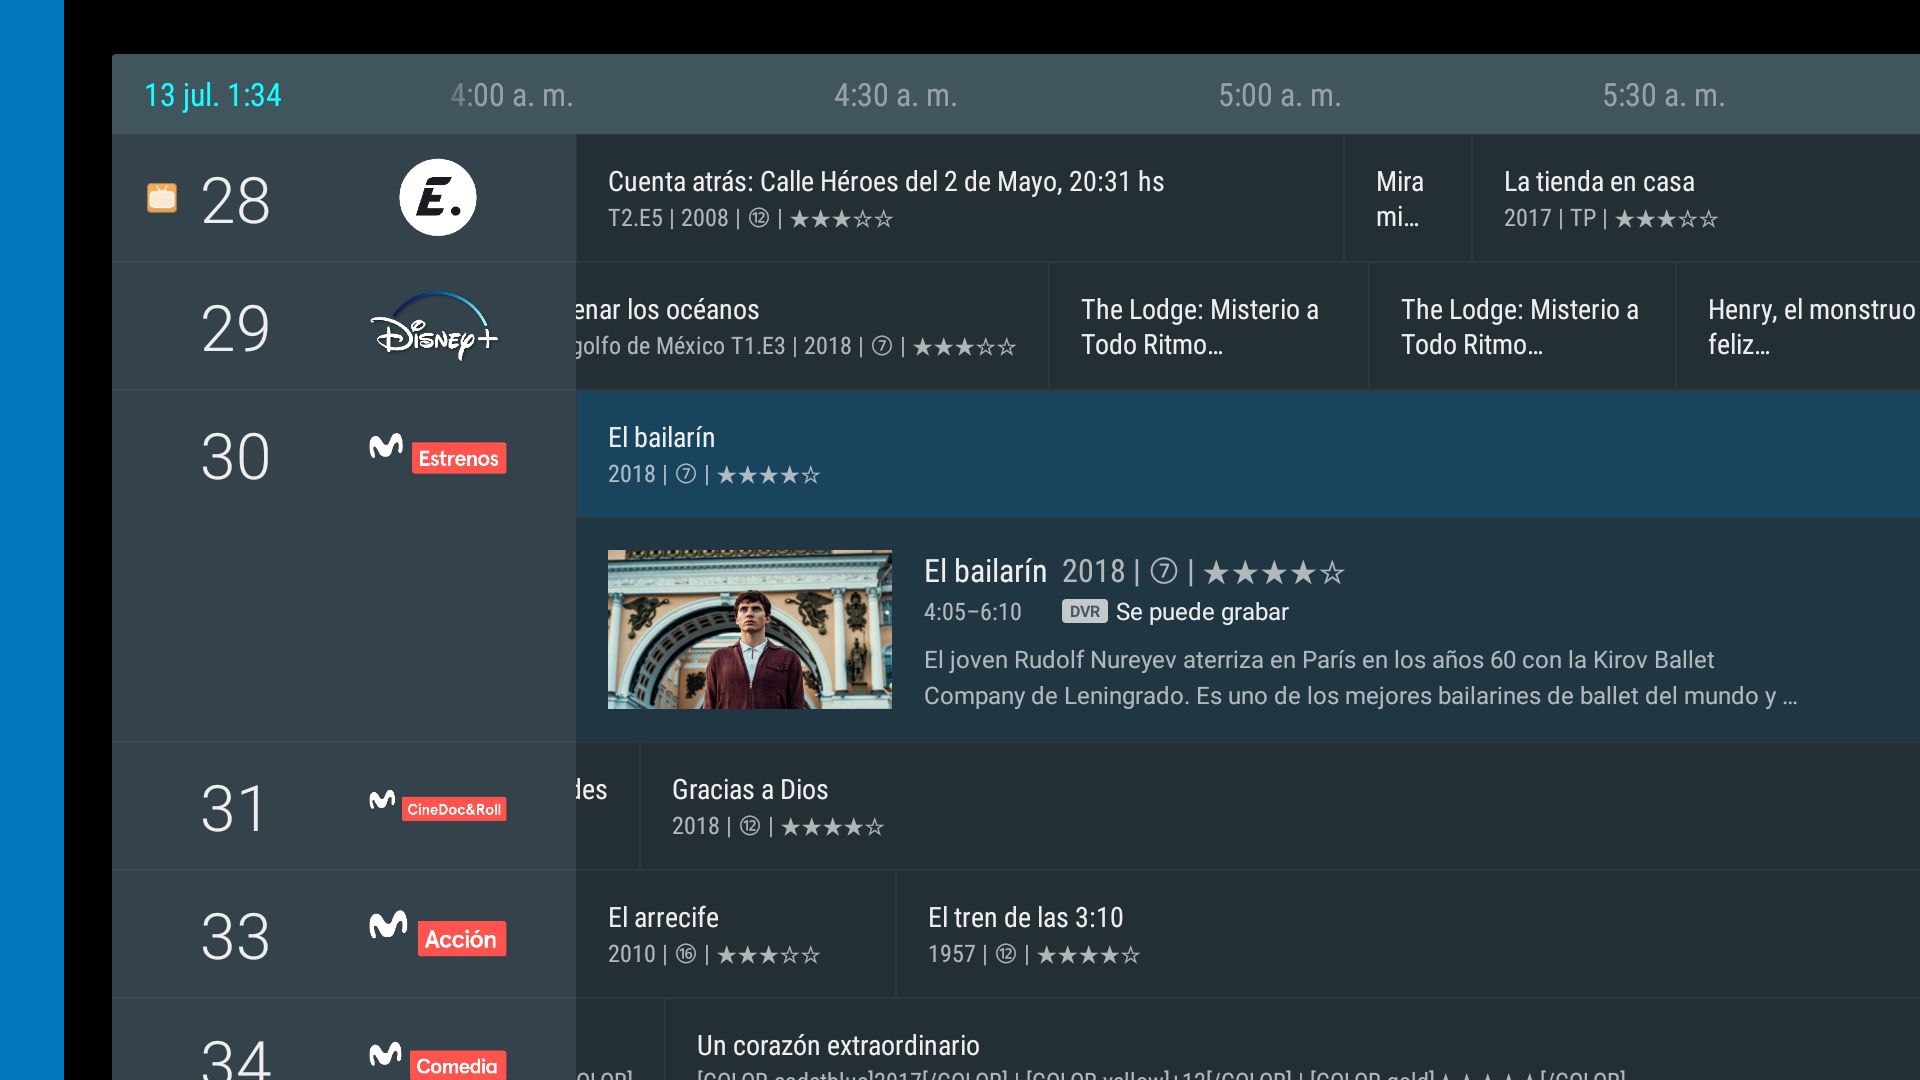 13 jul. 1:34 4:00 a. m. 4:30 a. m. 5:00 a. m. 5:30 a. m.
28 E. Cuenta atrás: Calle Héroes del 2 de Mayo, 20:31 hs Mira La tienda en casa
T2.E5 | 2008 | ⑫ | ★★★☆☆ mi… 2017 | TP | ★★★☆☆
29 Disney+ enar los océanos The Lodge: Misterio a The Lodge: Misterio a Henry, el monstruo
golfo de México T1.E3 | 2018 | ⑦ | ★★★☆☆ Todo Ritmo… Todo Ritmo… feliz…
30 Estrenos El bailarín
2018 | ⑦ | ★★★★☆
El bailarín 2018 | ⑦ | ★★★★☆
4:05–6:10 DVR Se puede grabar
El joven Rudolf Nureyev aterriza en París en los años 60 con la Kirov Ballet
Company de Leningrado. Es uno de los mejores bailarines de ballet del mundo y …
31 CineDoc&Roll des Gracias a Dios
2018 | ⑫ | ★★★★☆
33 Acción El arrecife El tren de las 3:10
2010 | ⑯ | ★★★☆☆ 1957 | ⑫ | ★★★★☆
34 Comedia Un corazón extraordinario
OLOR] [COLOR cadetblue]2017[/COLOR] | [COLOR yellow]+12[/COLOR] | [COLOR gold]★★★★★[/COLOR]